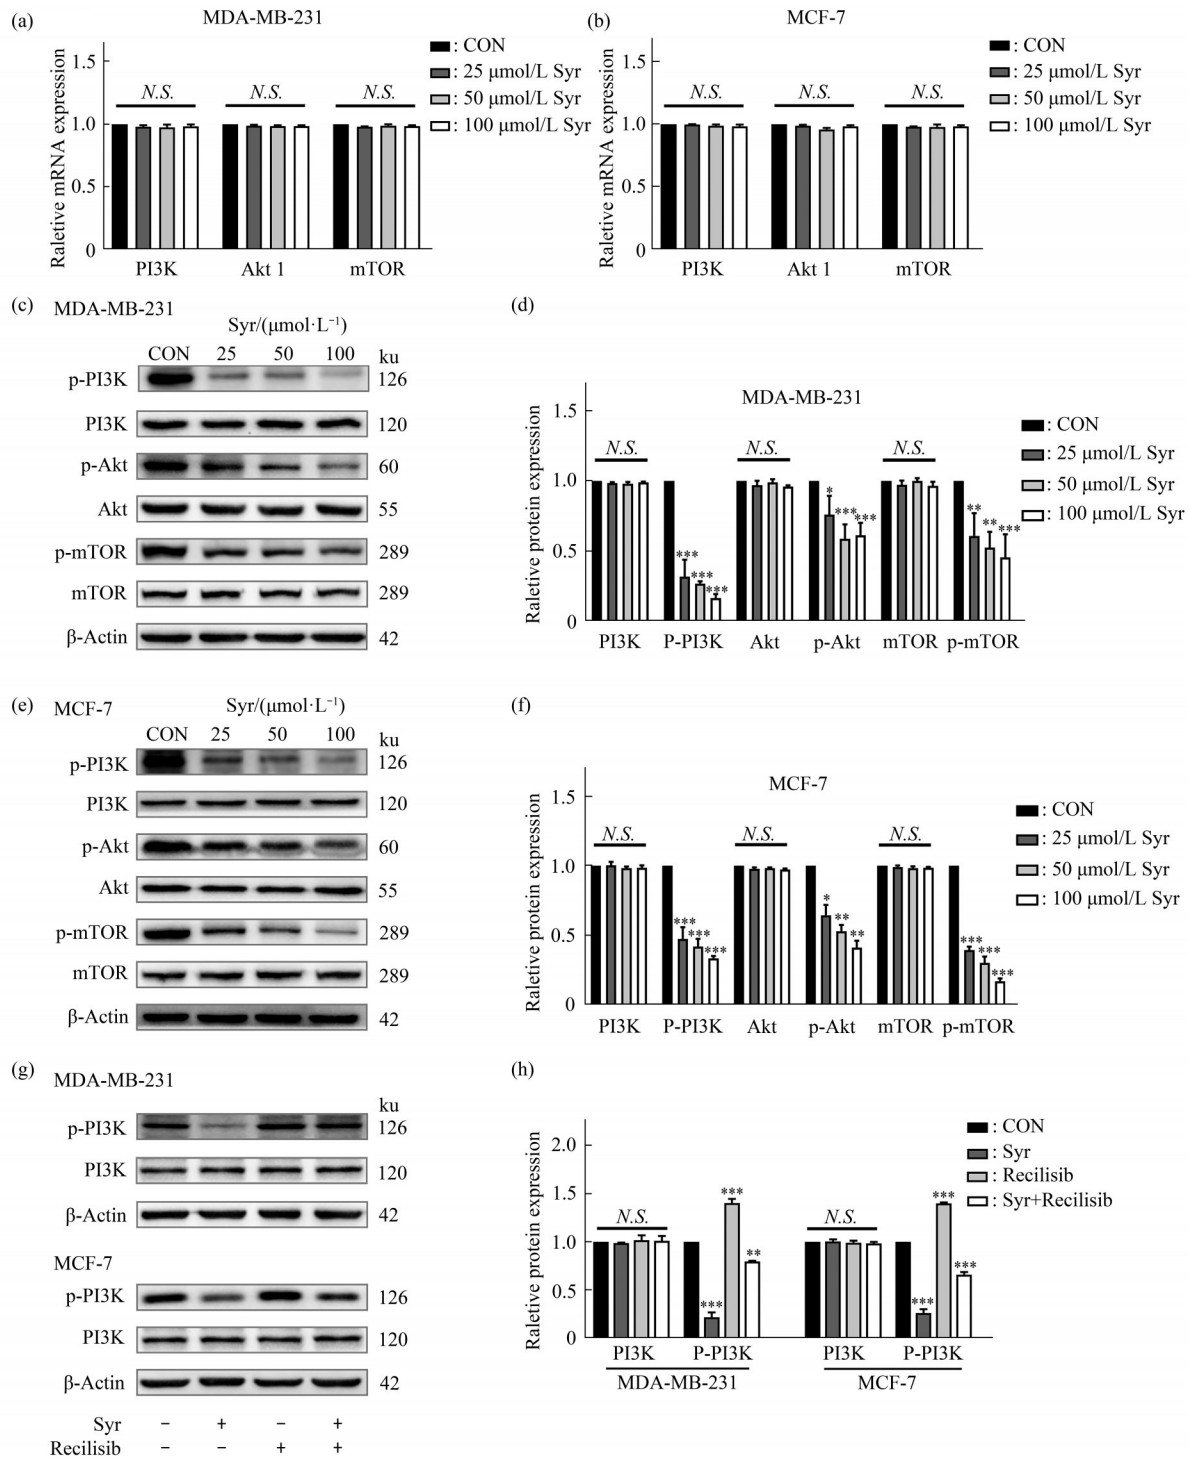 (a)
MDA-MB-231
Raletive mRNA expression
1.5
1.0
0.5
0
N.S. N.S. N.S.
PI3K Akt 1 mTOR
: CON
: 25 μmol/L Syr
: 50 μmol/L Syr
: 100 μmol/L Syr
(b)
MCF-7
Raletive mRNA expression
1.5
1.0
0.5
0
N.S. N.S. N.S.
PI3K Akt 1 mTOR
: CON
: 25 μmol/L Syr
: 50 μmol/L Syr
: 100 μmol/L Syr
(c) MDA-MB-231
Syr/(μmol·L⁻¹)
CON 25 50 100 ku
p-PI3K 126
PI3K 120
p-Akt 60
Akt 55
p-mTOR 289
mTOR 289
β-Actin 42
(d)
MDA-MB-231
Raletive protein expression
1.5
1.0
0.5
0
N.S. N.S. N.S.
*** *** ***
* *** ***
** ** ***
PI3K P-PI3K Akt p-Akt mTOR p-mTOR
: CON
: 25 μmol/L Syr
: 50 μmol/L Syr
: 100 μmol/L Syr
(e) MCF-7
Syr/(μmol·L⁻¹)
CON 25 50 100 ku
p-PI3K 126
PI3K 120
p-Akt 60
Akt 55
p-mTOR 289
mTOR 289
β-Actin 42
(f)
MCF-7
Raletive protein expression
1.5
1.0
0.5
0
N.S. N.S. N.S.
*** *** ***
* ** **
*** *** ***
PI3K P-PI3K Akt p-Akt mTOR p-mTOR
: CON
: 25 μmol/L Syr
: 50 μmol/L Syr
: 100 μmol/L Syr
(g) MDA-MB-231
ku
p-PI3K 126
PI3K 120
β-Actin 42
MCF-7
p-PI3K 126
PI3K 120
β-Actin 42
Syr − + − +
Recilisib − − + +
(h)
Raletive protein expression
2.0
1.5
1.0
0.5
0
N.S. N.S.
*** *** **
*** *** ***
PI3K P-PI3K PI3K P-PI3K
MDA-MB-231 MCF-7
: CON
: Syr
: Recilisib
: Syr+Recilisib